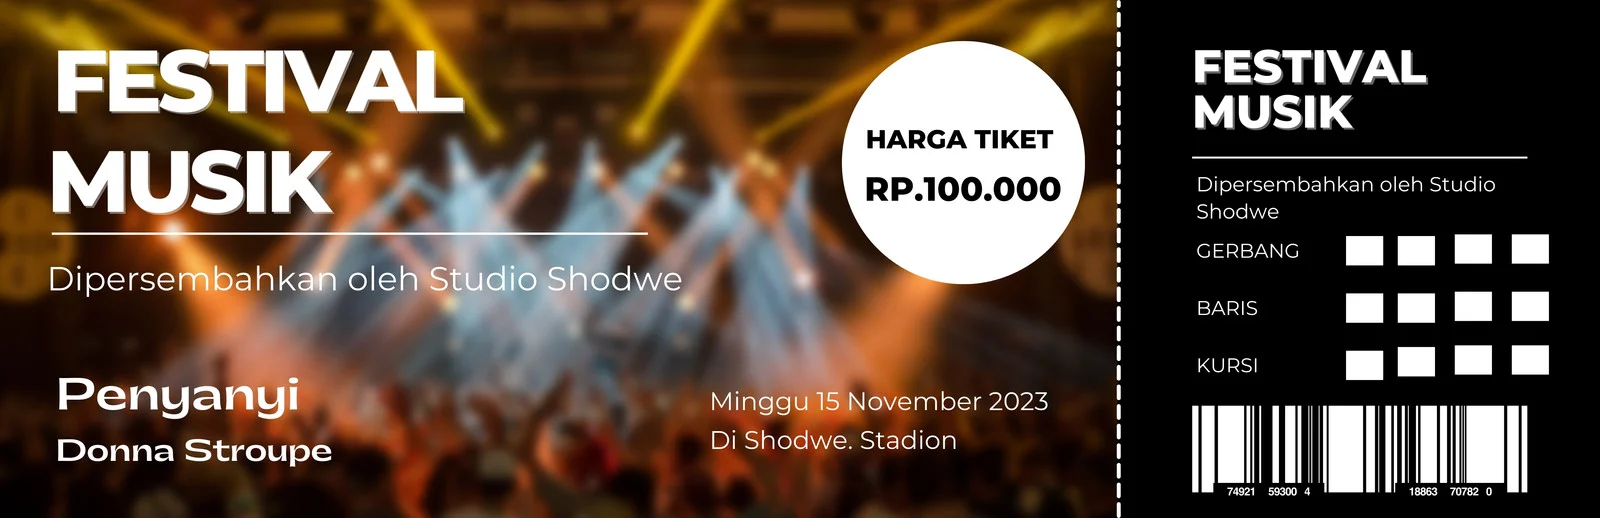 FESTIVAL
MUSIK
Dipersembahkan oleh Studio Shodwe
Penyanyi
Donna Stroupe
HARGA TIKET
RP.100.000
Minggu 15 November 2023
Di Shodwe. Stadion
FESTIVAL
MUSIK
Dipersembahkan oleh Studio
Shodwe
GERBANG
BARIS
KURSI
74921 59300 4 18863 70782 0